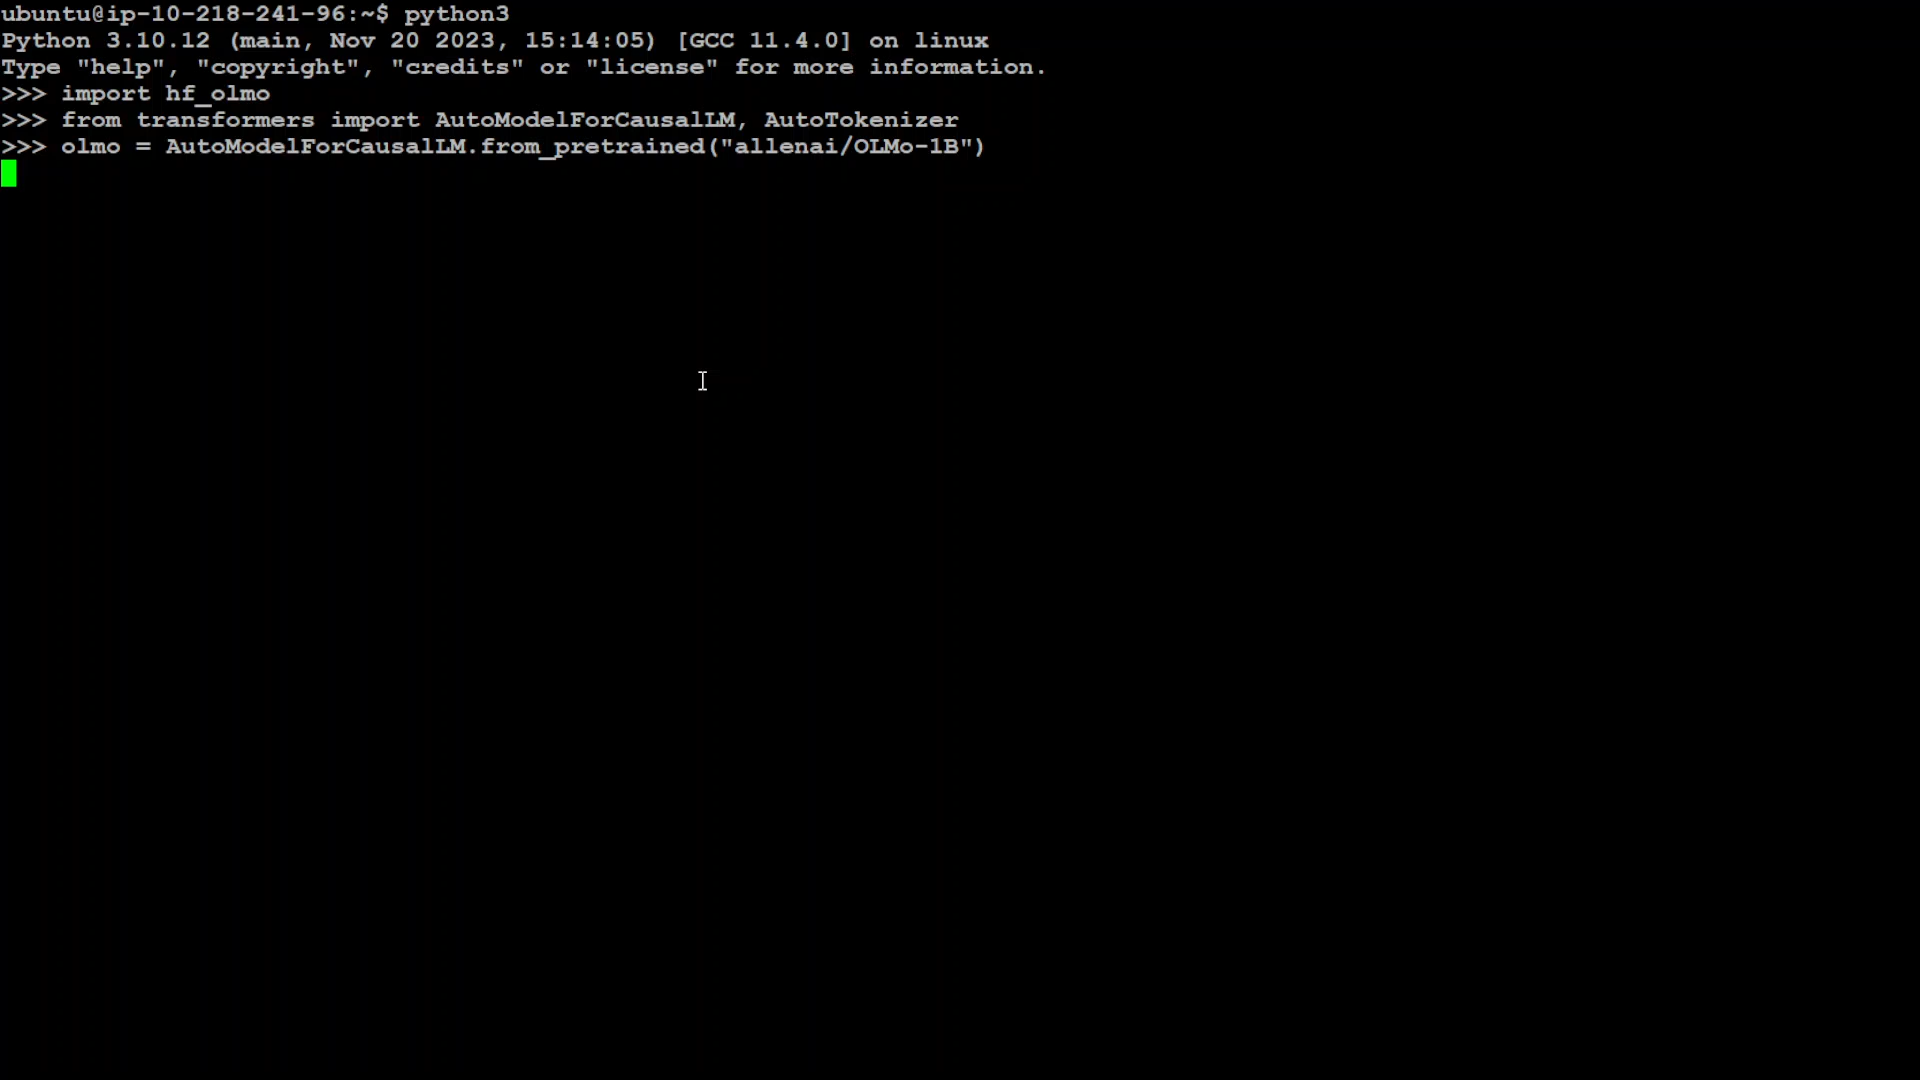 ubuntu@ip-10-218-241-96:~$ python3
Python 3.10.12 (main, Nov 20 2023, 15:14:05) [GCC 11.4.0] on linux
Type "help", "copyright", "credits" or "license" for more information.
>>> import hf_olmo
>>> from transformers import AutoModelForCausalLM, AutoTokenizer
>>> olmo = AutoModelForCausalLM.from_pretrained("allenai/OLMo-1B")